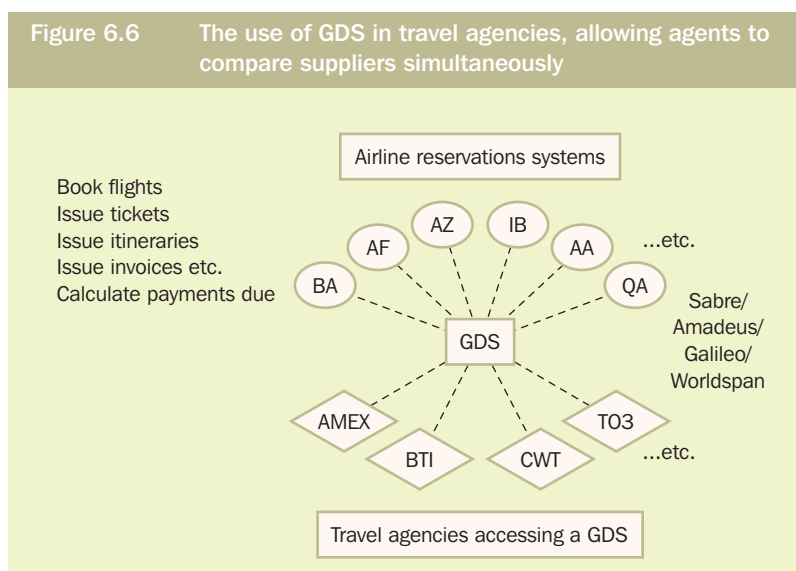 Figure 6.6 The use of GDS in travel agencies, allowing agents to
compare suppliers simultaneously
Airline reservations systems
Book flights
Issue tickets
Issue itineraries
Issue invoices etc.
Calculate payments due
BA
AF
AZ
IB
AA
...etc.
QA
GDS
Sabre/
Amadeus/
Galileo/
Worldspan
AMEX
BTI
CWT
TO3
...etc.
Travel agencies accessing a GDS